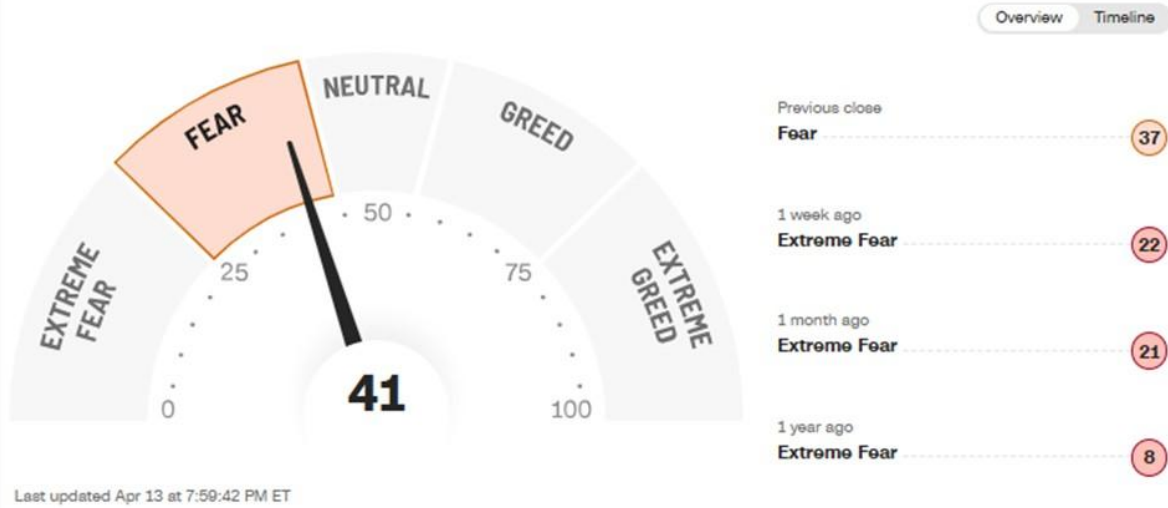 Overview Timeline
EXTREME
FEAR
FEAR
NEUTRAL
GREED
EXTREME
GREED
0
25
50
75
100
41
Last updated Apr 13 at 7:59:42 PM ET
Previous close
Fear 37
1 week ago
Extreme Fear 22
1 month ago
Extreme Fear 21
1 year ago
Extreme Fear 8